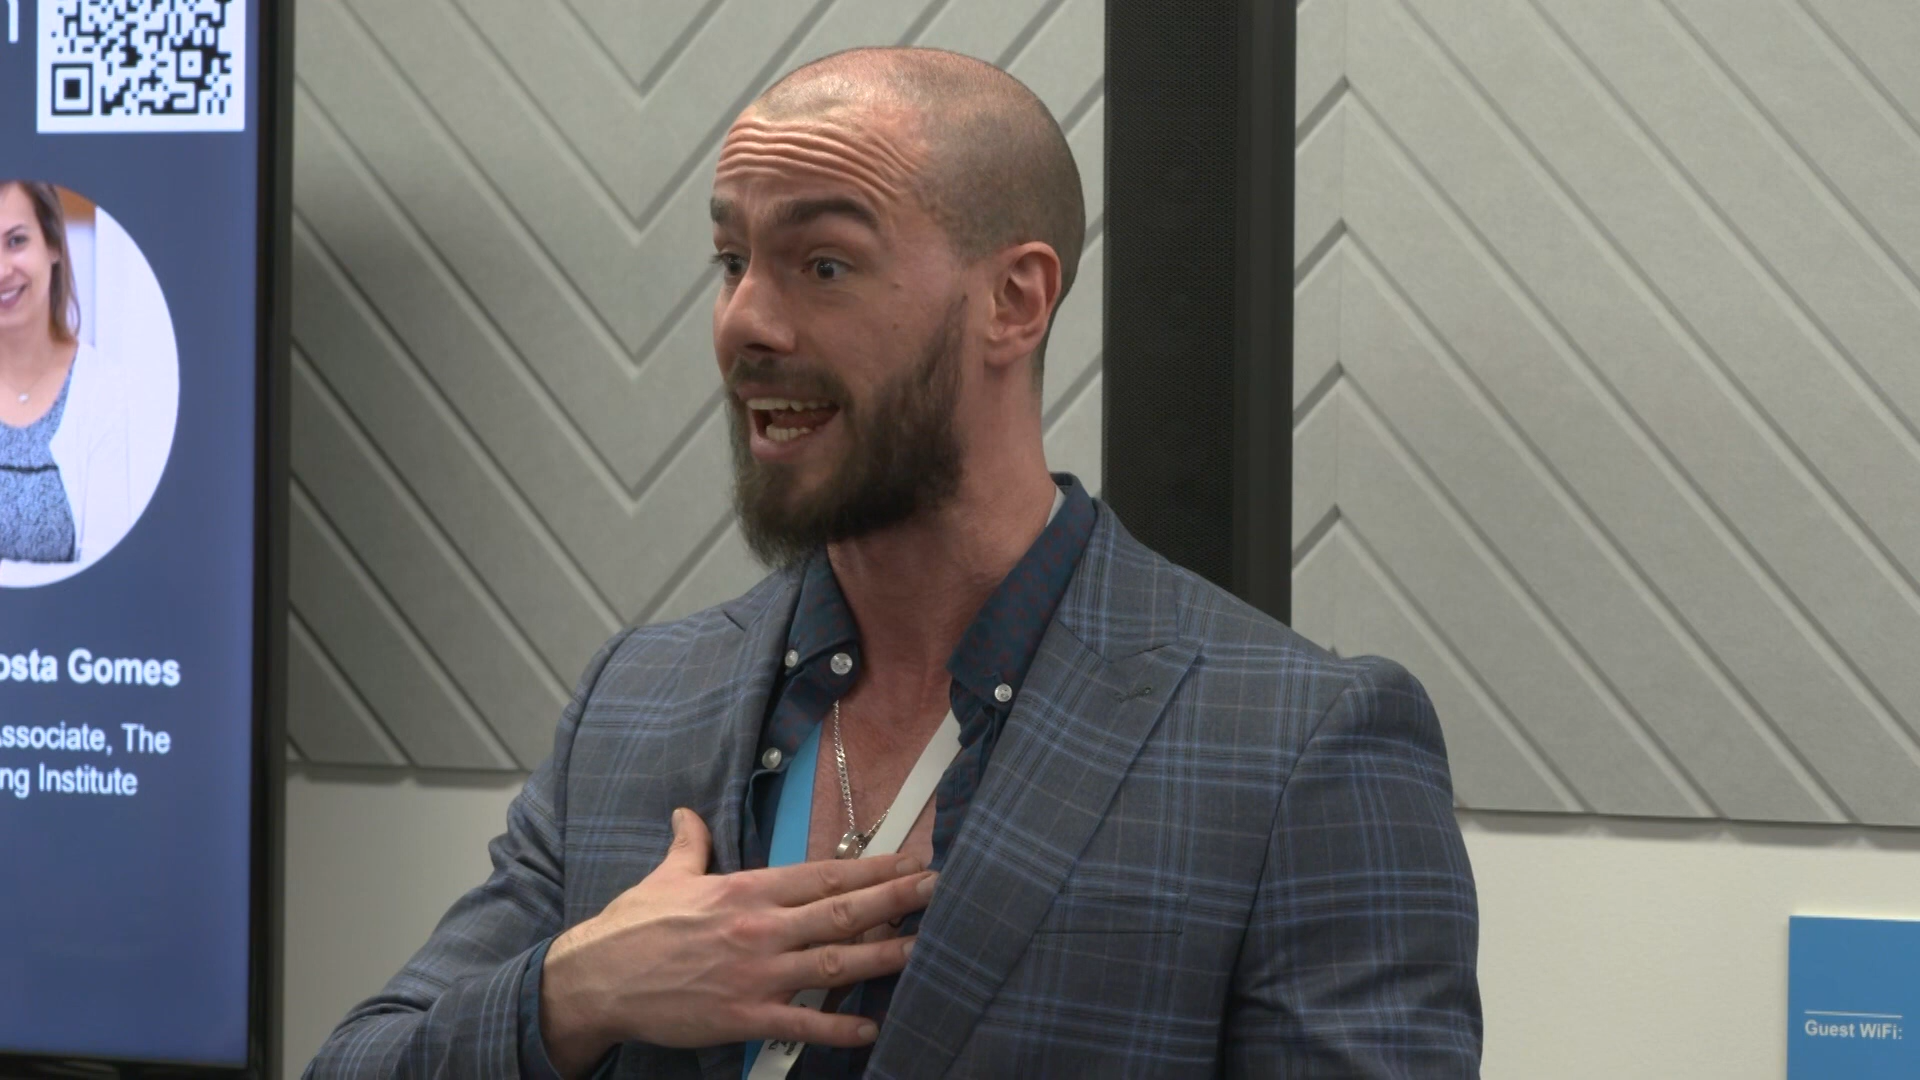 osta Gomes
Associate, The
ng Institute
Guest WiFi: